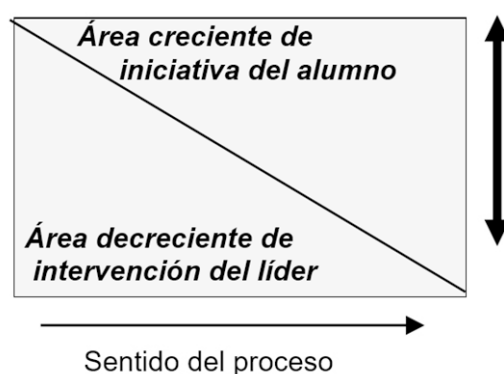 Área creciente de
iniciativa del alumno
Área decreciente de
intervención del líder
Sentido del proceso